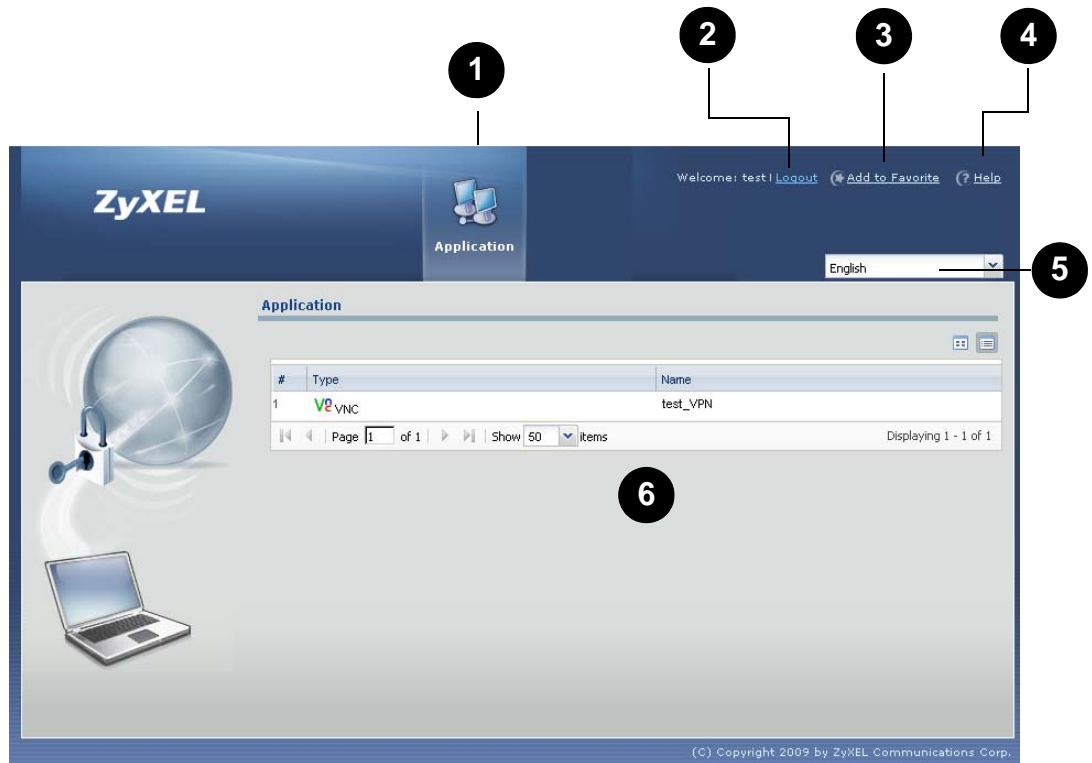 1
2
3
4
ZyXEL
Application
Welcome: test | Logout Add to Favorite ? Help
English
5
Application
# Type Name
1 VNC test_VPN
Page 1 of 1 Show 50 items Displaying 1 - 1 of 1
6
(C) Copyright 2009 by ZyXEL Communications Corp.